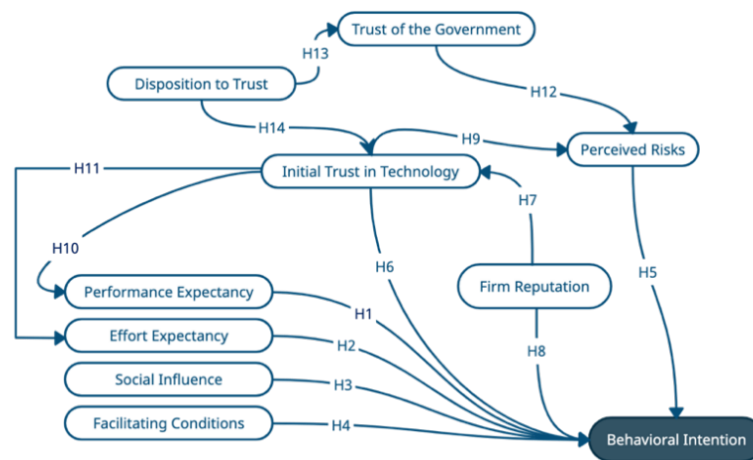 Trust of the Government
H13
Disposition to Trust
H12
H14
H9
Perceived Risks
H11
Initial Trust in Technology
H7
H10
H6
H5
Performance Expectancy
Firm Reputation
H1
Effort Expectancy
H2
H8
Social Influence
H3
Facilitating Conditions
H4
Behavioral Intention